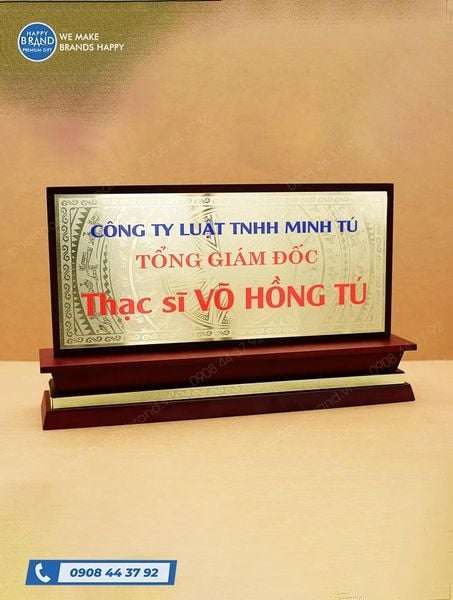 HAPPY
BRAND
PREMIUM GIFT
WE MAKE
BRANDS HAPPY
CÔNG TY LUẬT TNHH MINH TÚ
TỔNG GIÁM ĐỐC
Thạc sĩ VÕ HỒNG TÚ
0908 44 37 92